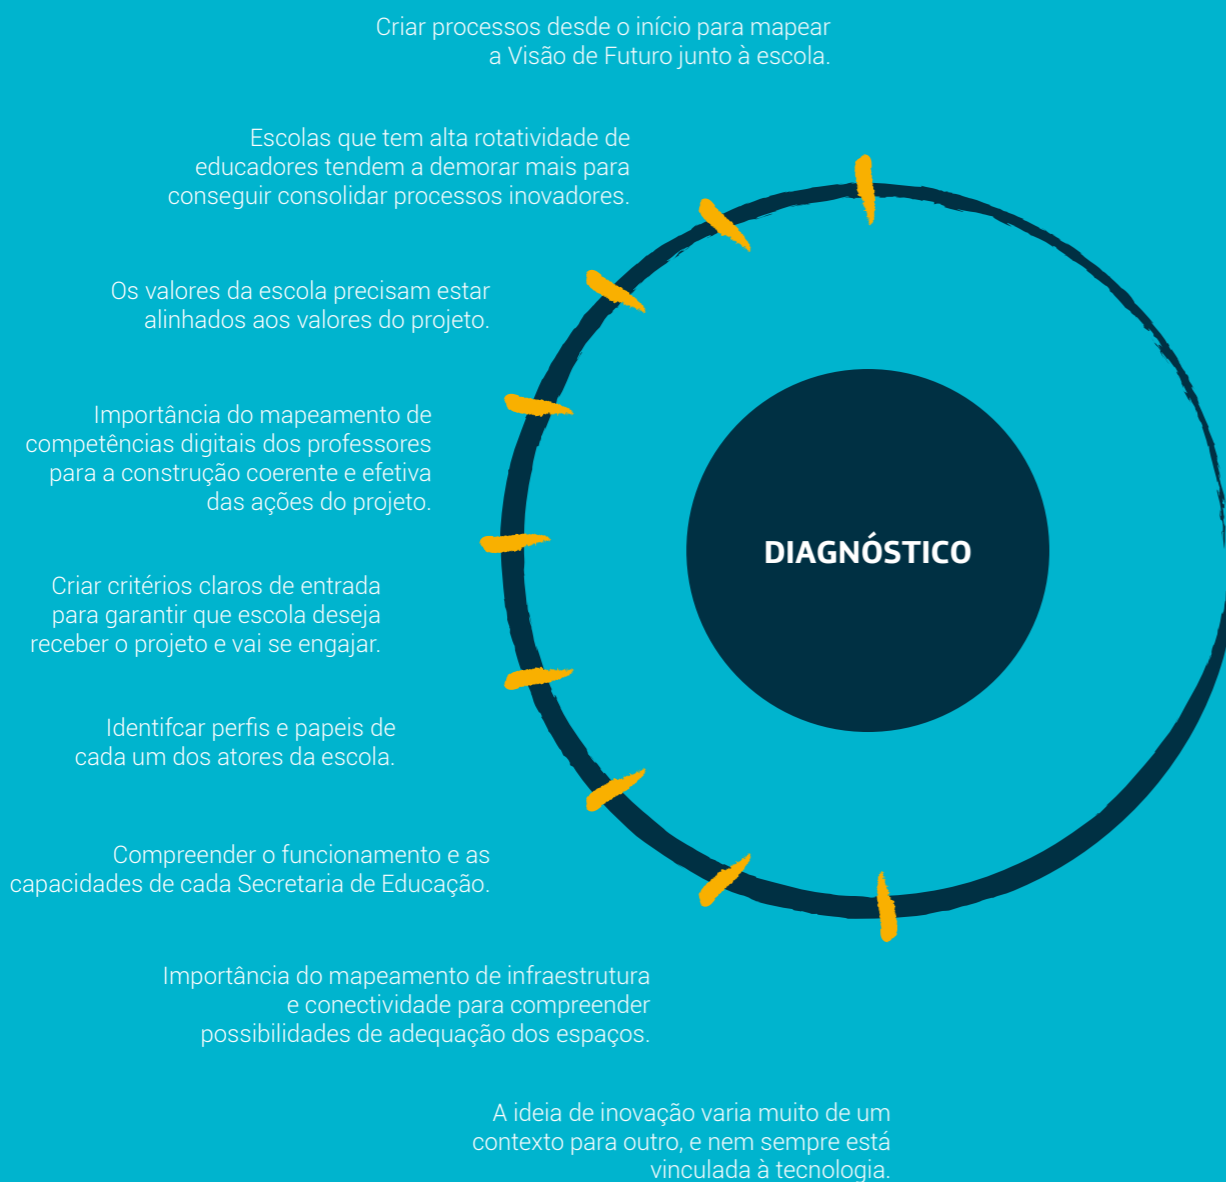 Criar processos desde o início para mapear
a Visão de Futuro junto à escola.
Escolas que tem alta rotatividade de
educadores tendem a demorar mais para
conseguir consolidar processos inovadores.
Os valores da escola precisam estar
alinhados aos valores do projeto.
Importância do mapeamento de
competências digitais dos professores
para a construção coerente e efetiva
das ações do projeto.
DIAGNÓSTICO
Criar critérios claros de entrada
para garantir que escola deseja
receber o projeto e vai se engajar.
Identifcar perfis e papeis de
cada um dos atores da escola.
Compreender o funcionamento e as
capacidades de cada Secretaria de Educação.
Importância do mapeamento de infraestrutura
e conectividade para compreender
possibilidades de adequação dos espaços.
A ideia de inovação varia muito de um
contexto para outro, e nem sempre está
vinculada à tecnologia.